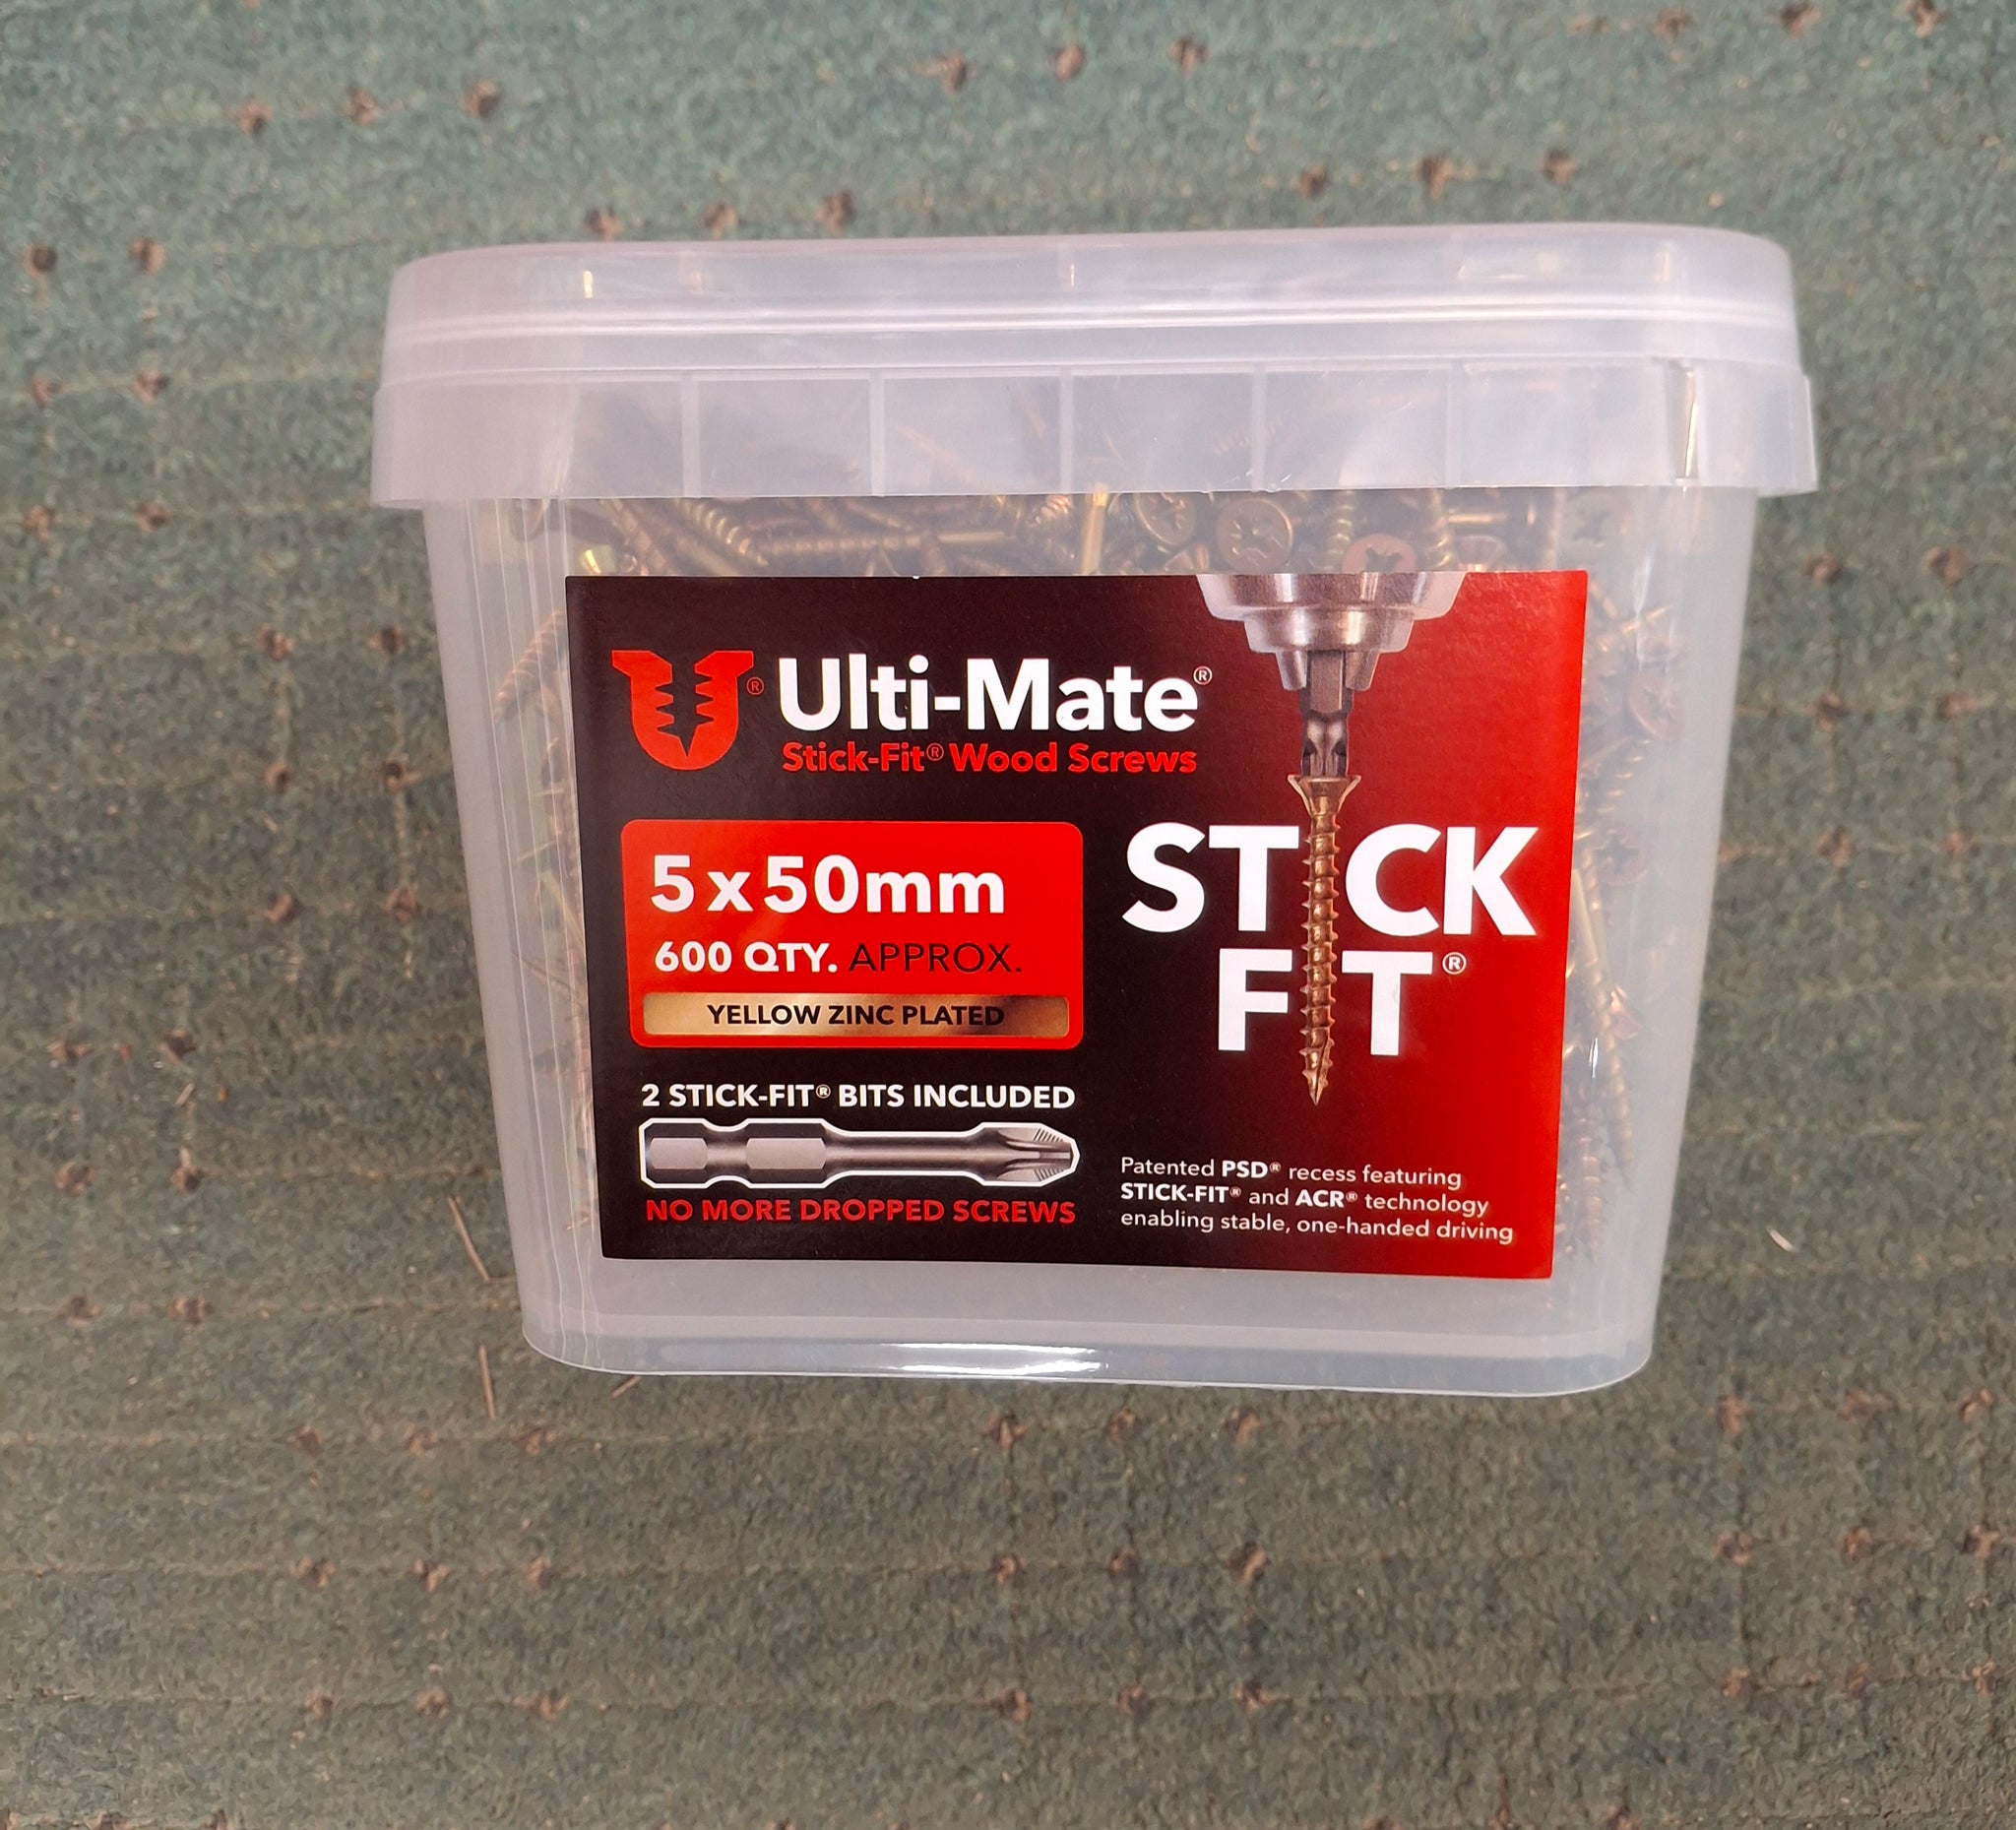 Ulti-Mate®
Stick-Fit® Wood Screws
5 x 50mm
600 QTY. APPROX.
YELLOW ZINC PLATED
2 STICK-FIT® BITS INCLUDED
NO MORE DROPPED SCREWS
STICK
FIT®
Patented PSD® recess featuring
STICK-FIT® and ACR® technology
enabling stable, one-handed driving